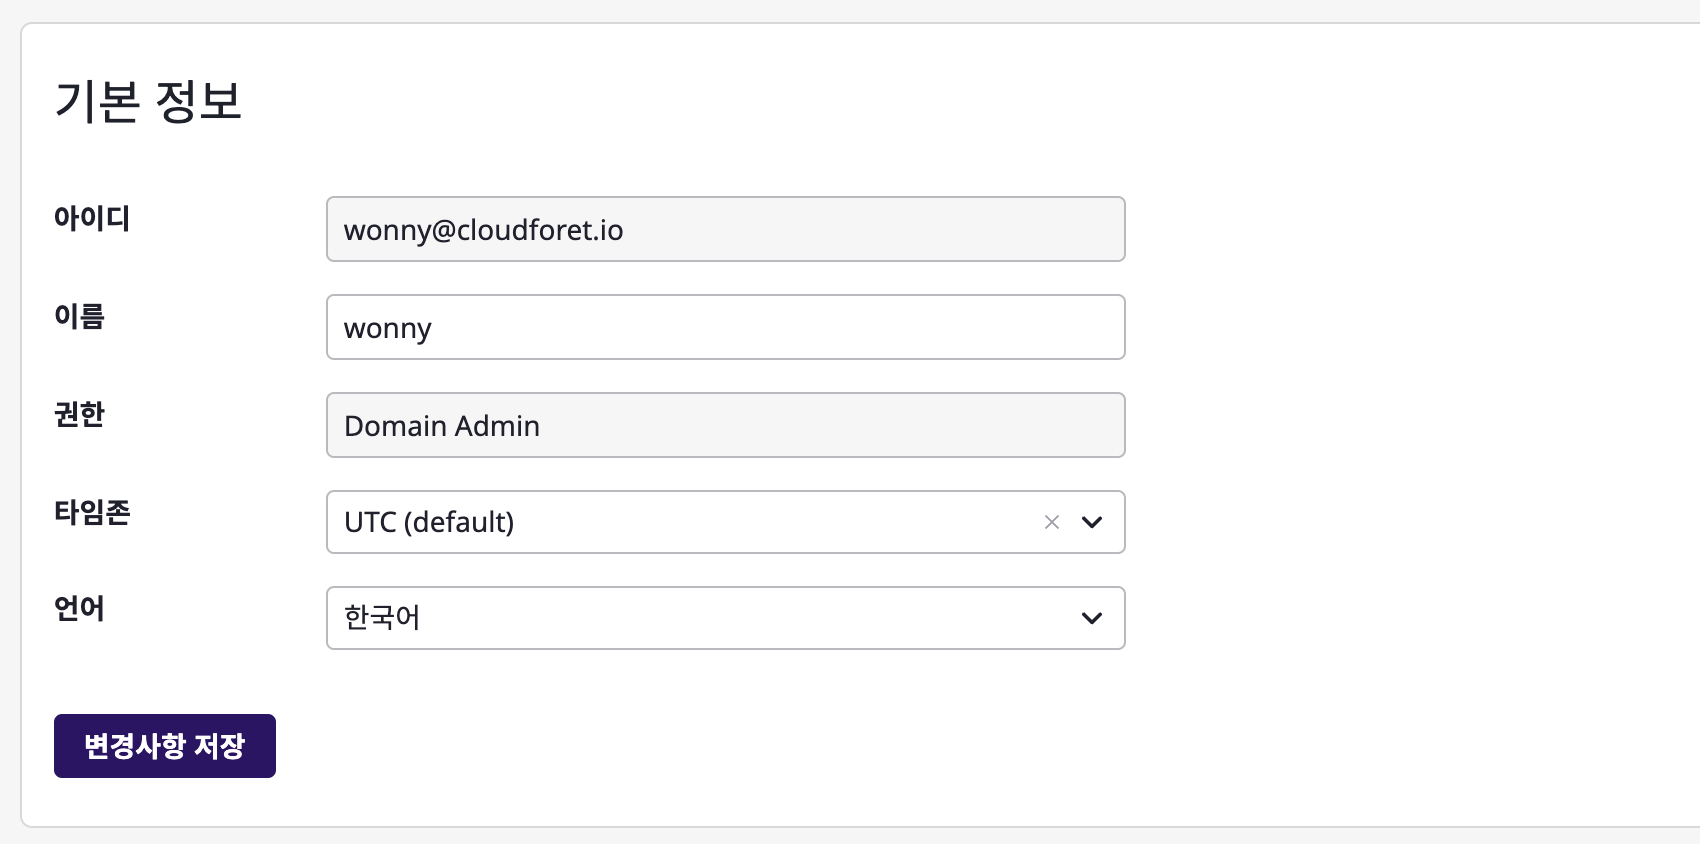 기본 정보
아이디 wonny@cloudforet.io
이름 wonny
권한 Domain Admin
타임존 UTC (default)
언어 한국어
변경사항 저장